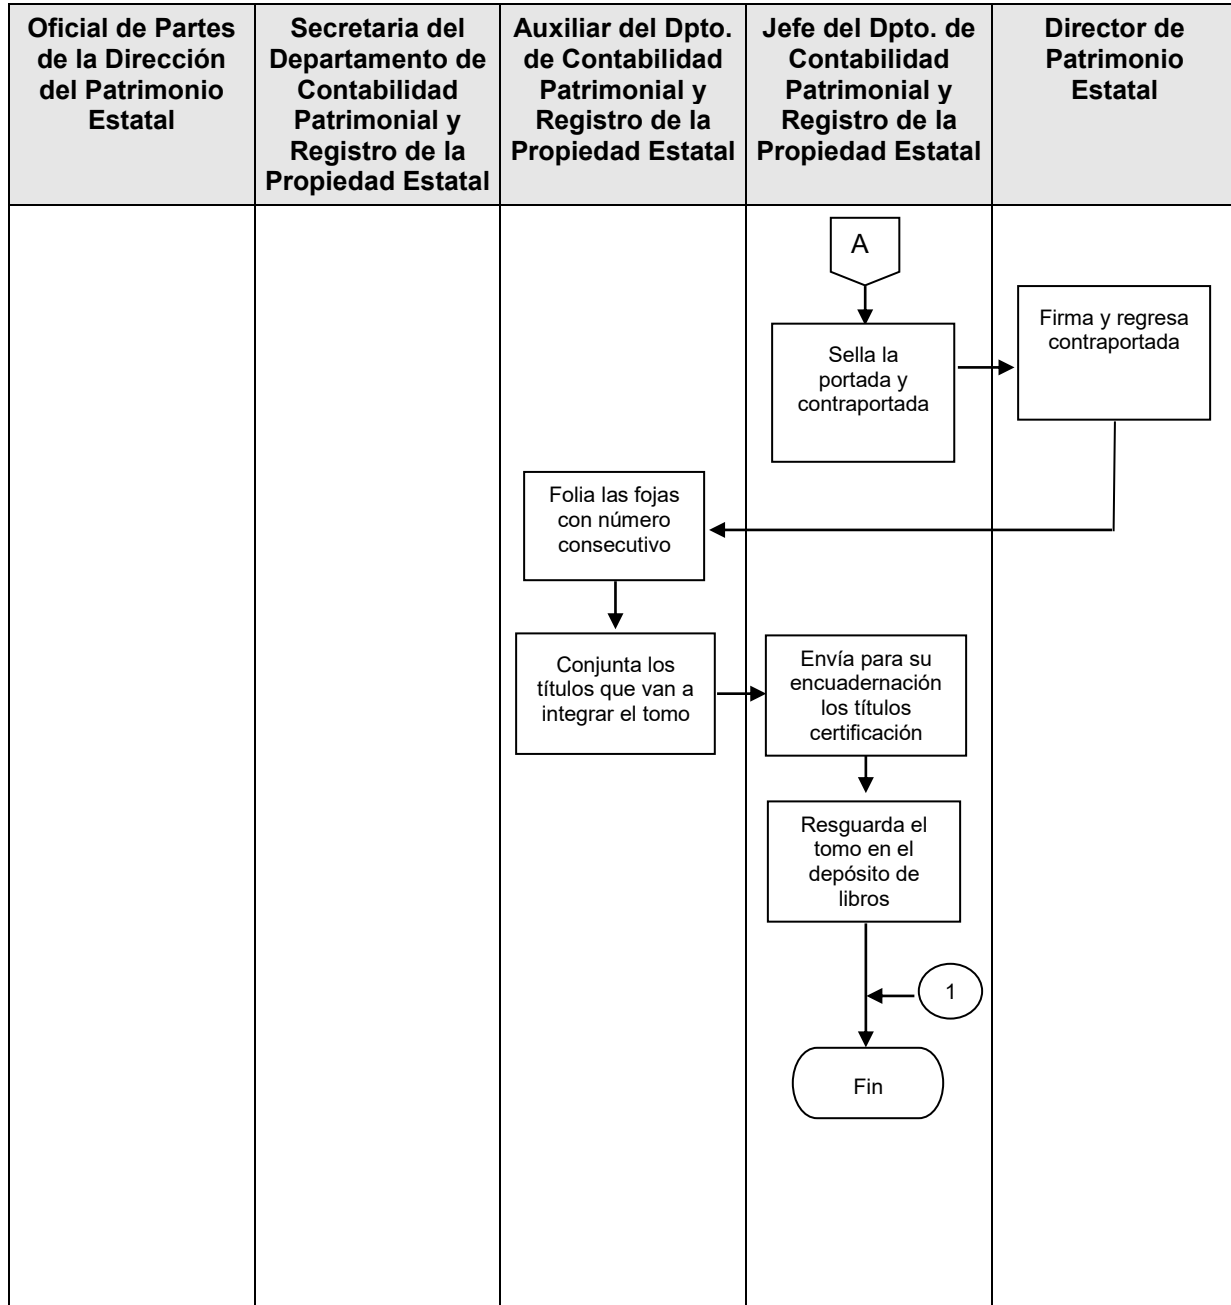 Oficial de Partes
de la Dirección
del Patrimonio
Estatal
Secretaria del
Departamento de
Contabilidad
Patrimonial y
Registro de la
Propiedad Estatal
Auxiliar del Dpto.
de Contabilidad
Patrimonial y
Registro de la
Propiedad Estatal
Jefe del Dpto. de
Contabilidad
Patrimonial y
Registro de la
Propiedad Estatal
Director de
Patrimonio
Estatal
A
Sella la
portada y
contraportada
Firma y regresa
contraportada
Folia las fojas
con número
consecutivo
Conjunta los
títulos que van a
integrar el tomo
Envía para su
encuadernación
los títulos
certificación
Resguarda el
tomo en el
depósito de
libros
1
Fin